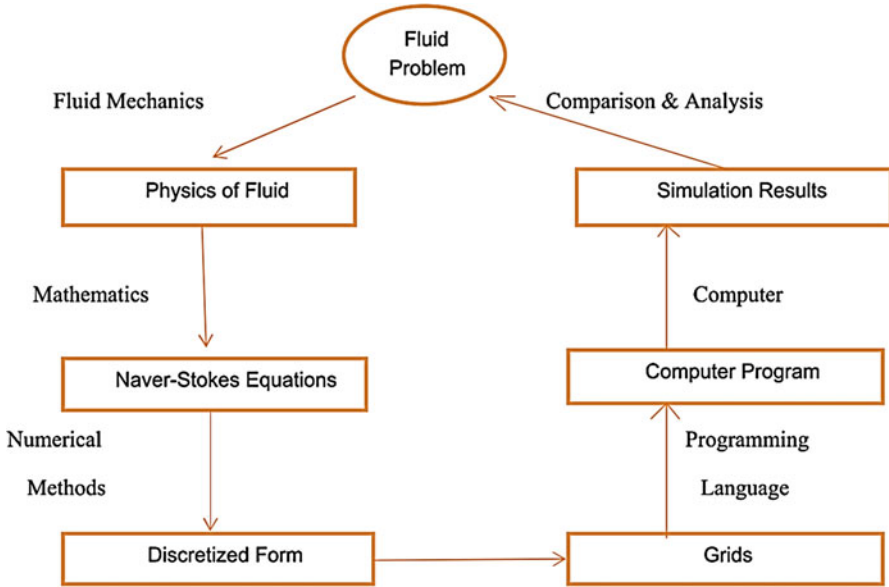 Fluid
Problem
Fluid Mechanics
Comparison & Analysis
Physics of Fluid
Simulation Results
Mathematics
Computer
Naver-Stokes Equations
Computer Program
Numerical
Methods
Programming
Language
Discretized Form
Grids